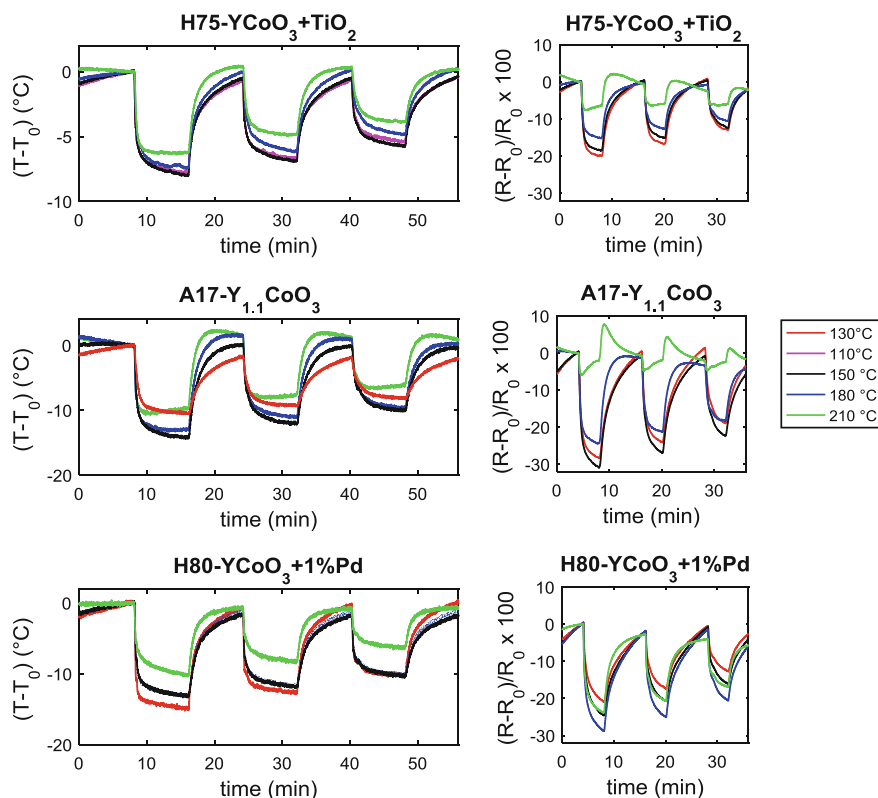 H75-YCoO3+TiO2
(T-T0) (°C)
0
-5
-10
0 10 20 30 40 50
time (min)
H75-YCoO3+TiO2
(R-R0)/R0 x 100
10
0
-10
-20
-30
0 10 20 30
time (min)
A17-Y1.1CoO3
(T-T0) (°C)
0
-10
-20
0 10 20 30 40 50
time (min)
A17-Y1.1CoO3
(R-R0)/R0 x 100
10
0
-10
-20
-30
0 10 20 30
time (min)
130°C
110°C
150 °C
180 °C
210 °C
H80-YCoO3+1%Pd
(T-T0) (°C)
0
-10
-20
0 10 20 30 40 50
time (min)
H80-YCoO3+1%Pd
(R-R0)/R0 x 100
10
0
-10
-20
-30
0 10 20 30
time (min)